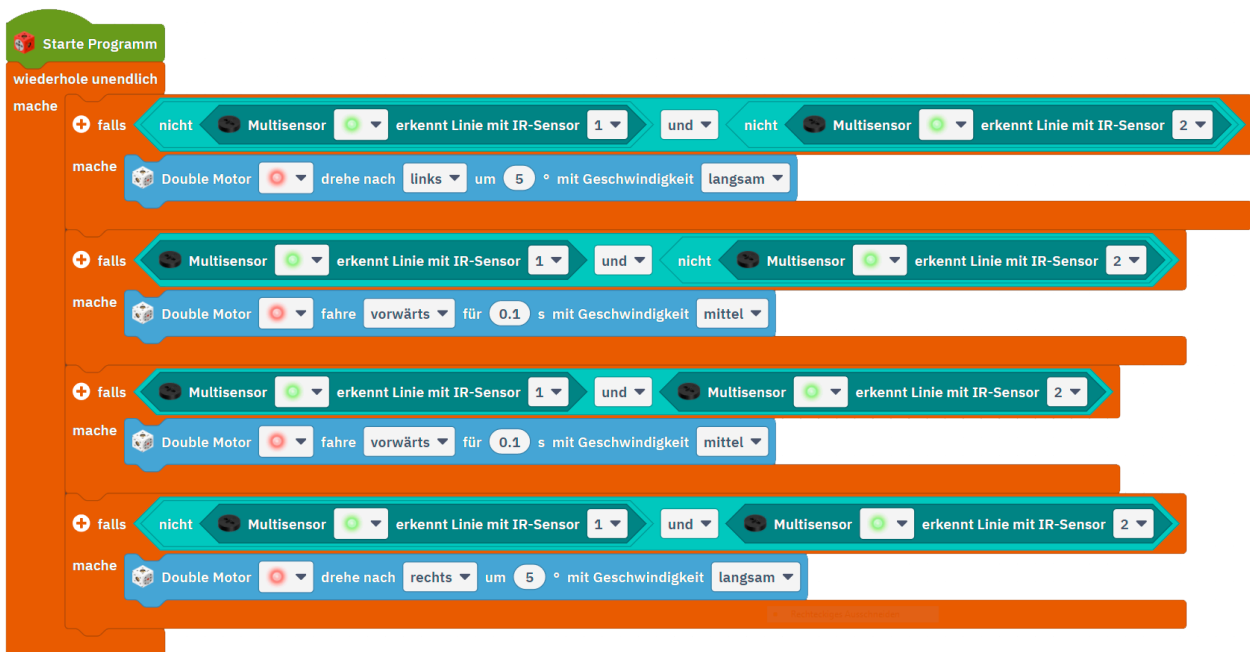 Starte Programm
wiederhole unendlich
mache
falls nicht Multisensor erkennt Linie mit IR-Sensor 1 und nicht Multisensor erkennt Linie mit IR-Sensor 2
mache Double Motor drehe nach links um 5 ° mit Geschwindigkeit langsam
falls Multisensor erkennt Linie mit IR-Sensor 1 und nicht Multisensor erkennt Linie mit IR-Sensor 2
mache Double Motor fahre vorwärts für 0.1 s mit Geschwindigkeit mittel
falls Multisensor erkennt Linie mit IR-Sensor 1 und Multisensor erkennt Linie mit IR-Sensor 2
mache Double Motor fahre vorwärts für 0.1 s mit Geschwindigkeit mittel
falls nicht Multisensor erkennt Linie mit IR-Sensor 1 und Multisensor erkennt Linie mit IR-Sensor 2
mache Double Motor drehe nach rechts um 5 ° mit Geschwindigkeit langsam